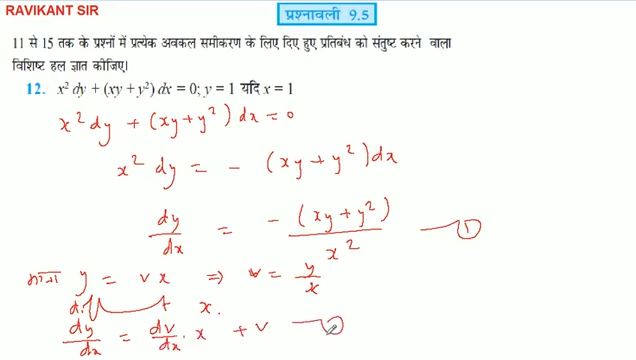 RAVIKANT SIR
प्रश्नावली 9.5
11 से 15 तक के प्रश्नों में प्रत्येक अवकल समीकरण के लिए दिए हुए प्रतिबंध को संतुष्ट करने वाला
विशिष्ट हल ज्ञात कीजिए।
12. x² dy + (xy + y²) dx = 0; y = 1 यदि x = 1
x² dy + (xy + y²) dx = 0
x² dy = - (xy + y²) dx
dy/dx = -(xy + y²)/x² — ①
माना y = vx ⇒ v = y/x
diff x.
dy/dx = dv/dx · x + v — ②